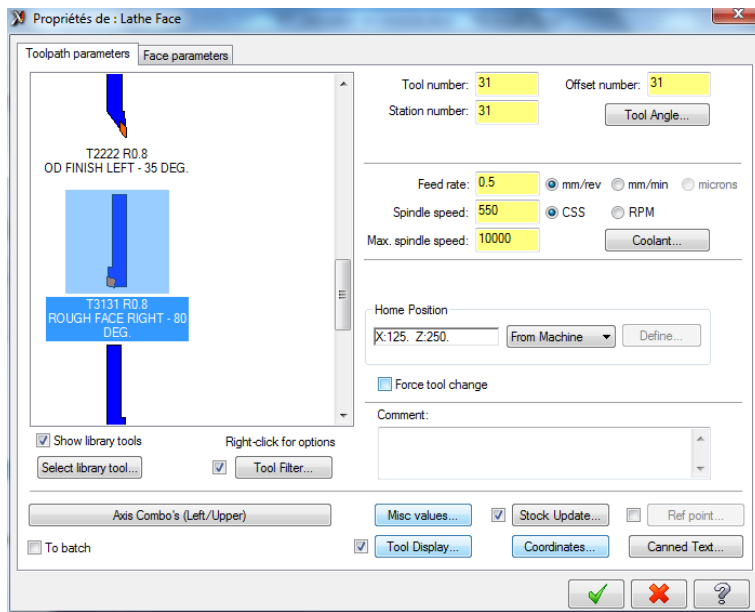 Propriétés de : Lathe Face
Toolpath parameters
Face parameters
T2222 R0.8
OD FINISH LEFT - 35 DEG.
T3131 R0.8
ROUGH FACE RIGHT - 80
DEG.
Show library tools
Right-click for options
Select library tool...
Tool Filter...
Tool number: 31
Offset number: 31
Station number: 31
Tool Angle...
Feed rate: 0.5 mm/rev mm/min microns
Spindle speed: 550 CSS RPM
Max. spindle speed: 10000 Coolant...
Home Position
X:125. Z:250. From Machine Define...
Force tool change
Comment:
Axis Combo's (Left/Upper)
Misc values... Stock Update... Ref point...
To batch
Tool Display... Coordinates... Canned Text...